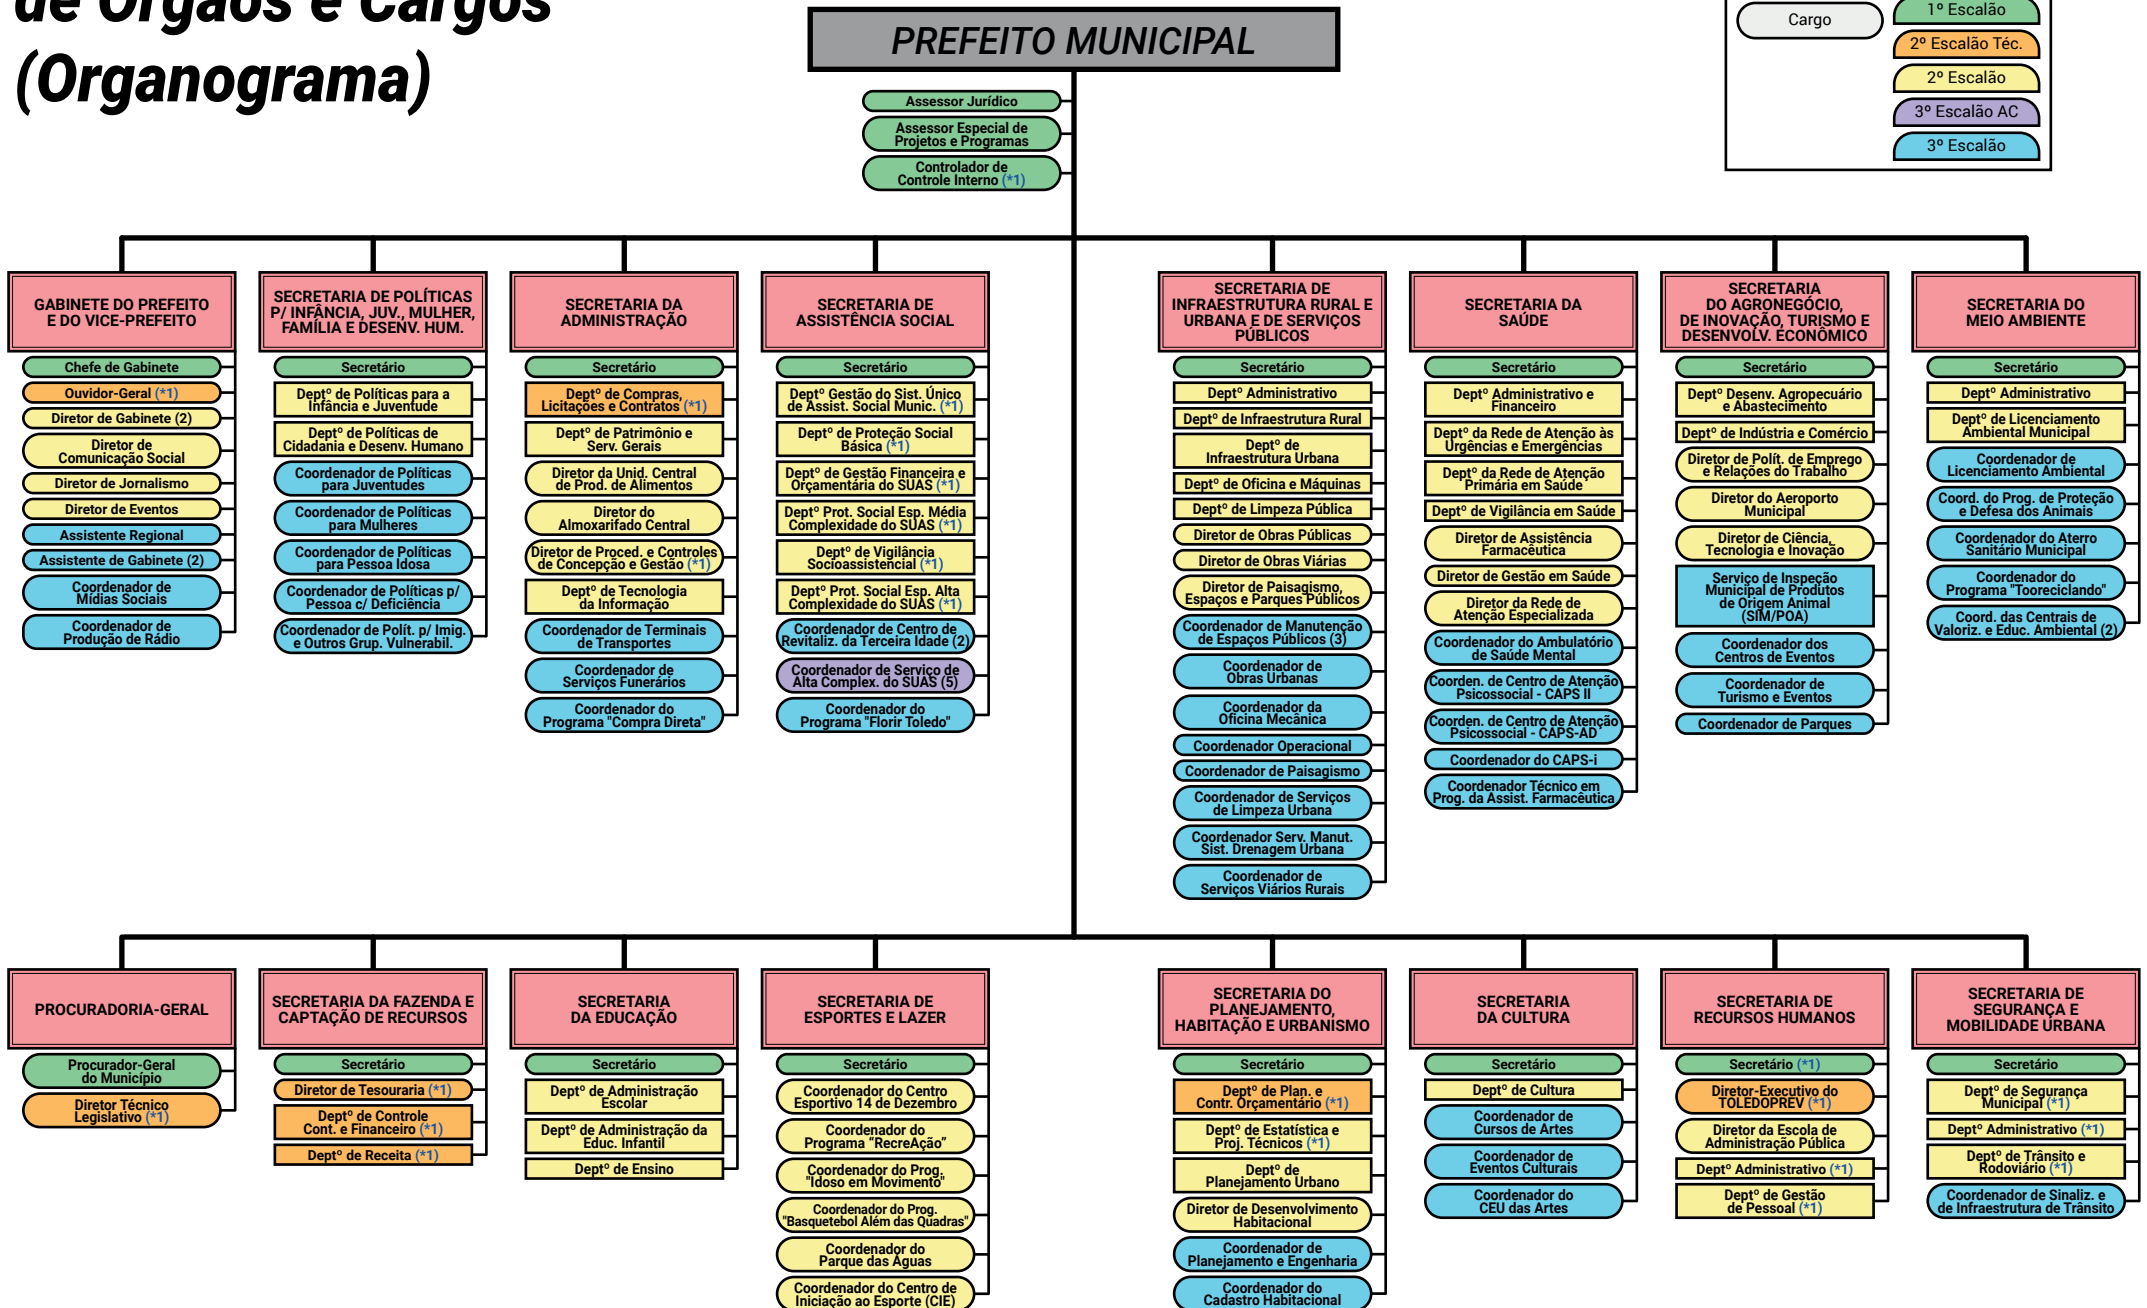 de Órgãos e Cargos
(Organograma)
PREFEITO MUNICIPAL
Cargo
1º Escalão
2º Escalão Téc.
2º Escalão
3º Escalão AC
3º Escalão
Assessor Jurídico
Assessor Especial de
Projetos e Programas
Controlador de
Controle Interno (*1)
GABINETE DO PREFEITO
E DO VICE-PREFEITO
Chefe de Gabinete
Ouvidor-Geral (*1)
Diretor de Gabinete (2)
Diretor de
Comunicação Social
Diretor de Jornalismo
Diretor de Eventos
Assistente Regional
Assistente de Gabinete (2)
Coordenador de
Mídias Sociais
Coordenador de
Produção de Rádio
SECRETARIA DE POLÍTICAS
P/ INFÂNCIA, JUV., MULHER,
FAMÍLIA E DESENV. HUM.
Secretário
Deptº de Políticas para a
Infância e Juventude
Deptº de Políticas de
Cidadania e Desenv. Humano
Coordenador de Políticas
para Juventudes
Coordenador de Políticas
para Mulheres
Coordenador de Políticas
para Pessoa Idosa
Coordenador de Políticas p/
Pessoa c/ Deficiência
Coordenador de Polít. p/ Imig.
e Outros Grup. Vulnerabil.
SECRETARIA DA
ADMINISTRAÇÃO
Secretário
Deptº de Compras,
Licitações e Contratos (*1)
Deptº de Patrimônio e
Serv. Gerais
Diretor da Unid. Central
de Prod. de Alimentos
Diretor do
Almoxarifado Central
Diretor de Proced. e Controles
de Concepção e Gestão (*1)
Deptº de Tecnologia
da Informação
Coordenador de Terminais
de Transportes
Coordenador de
Serviços Funerários
Coordenador do
Programa "Compra Direta"
SECRETARIA DE
ASSISTÊNCIA SOCIAL
Secretário
Deptº Gestão do Sist. Único
de Assist. Social Munic. (*1)
Deptº de Proteção Social
Básica (*1)
Deptº de Gestão Financeira e
Orçamentária do SUAS (*1)
Deptº Prot. Social Esp. Média
Complexidade do SUAS (*1)
Deptº de Vigilância
Socioassistencial (*1)
Deptº Prot. Social Esp. Alta
Complexidade do SUAS (*1)
Coordenador de Centro de
Revitaliz. da Terceira Idade (2)
Coordenador de Serviço de
Alta Complex. do SUAS (5)
Coordenador do
Programa "Florir Toledo"
SECRETARIA DE
INFRAESTRUTURA RURAL E
URBANA E DE SERVIÇOS
PÚBLICOS
Secretário
Deptº Administrativo
Deptº de Infraestrutura Rural
Deptº de
Infraestrutura Urbana
Deptº de Oficina e Máquinas
Deptº de Limpeza Pública
Diretor de Obras Públicas
Diretor de Obras Viárias
Diretor de Paisagismo,
Espaços e Parques Públicos
Coordenador de Manutenção
de Espaços Públicos (3)
Coordenador de
Obras Urbanas
Coordenador da
Oficina Mecânica
Coordenador Operacional
Coordenador de Paisagismo
Coordenador de Serviços
de Limpeza Urbana
Coordenador Serv. Manut.
Sist. Drenagem Urbana
Coordenador de
Serviços Viários Rurais
SECRETARIA DA
SAÚDE
Secretário
Deptº Administrativo e
Financeiro
Deptº da Rede de Atenção às
Urgências e Emergências
Deptº da Rede de Atenção
Primária em Saúde
Deptº de Vigilância em Saúde
Diretor de Assistência
Farmacêutica
Diretor de Gestão em Saúde
Diretor da Rede de
Atenção Especializada
Coordenador do Ambulatório
de Saúde Mental
Coorden. de Centro de Atenção
Psicossocial - CAPS II
Coorden. de Centro de Atenção
Psicossocial - CAPS-AD
Coordenador do CAPS-i
Coordenador Técnico em
Prog. da Assist. Farmacêutica
SECRETARIA
DO AGRONEGÓCIO,
DE INOVAÇÃO, TURISMO E
DESENVOLV. ECONÔMICO
Secretário
Deptº Desenv. Agropecuário
e Abastecimento
Deptº de Indústria e Comércio
Diretor de Polít. de Emprego
e Relações do Trabalho
Diretor do Aeroporto
Municipal
Diretor de Ciência,
Tecnologia e Inovação
Serviço de Inspeção
Municipal de Produtos
de Origem Animal
(SIM/POA)
Coordenador dos
Centros de Eventos
Coordenador de
Turismo e Eventos
Coordenador de Parques
SECRETARIA DO
MEIO AMBIENTE
Secretário
Deptº Administrativo
Deptº de Licenciamento
Ambiental Municipal
Coordenador de
Licenciamento Ambiental
Coord. do Prog. de Proteção
e Defesa dos Animais
Coordenador do Aterro
Sanitário Municipal
Coordenador do
Programa "Tooreciclando"
Coord. das Centrais de
Valoriz. e Educ. Ambiental (2)
PROCURADORIA-GERAL
Procurador-Geral
do Município
Diretor Técnico
Legislativo (*1)
SECRETARIA DA FAZENDA E
CAPTAÇÃO DE RECURSOS
Secretário
Diretor de Tesouraria (*1)
Deptº de Controle
Cont. e Financeiro (*1)
Deptº de Receita (*1)
SECRETARIA
DA EDUCAÇÃO
Secretário
Deptº de Administração
Escolar
Deptº de Administração da
Educ. Infantil
Deptº de Ensino
SECRETARIA DE
ESPORTES E LAZER
Secretário
Coordenador do Centro
Esportivo 14 de Dezembro
Coordenador do
Programa “RecreAção”
Coordenador do Prog.
"Idoso em Movimento"
Coordenador do Prog.
"Basquetebol Além das Quadras"
Coordenador do
Parque das Águas
Coordenador do Centro de
Iniciação ao Esporte (CIE)
SECRETARIA DO
PLANEJAMENTO,
HABITAÇÃO E URBANISMO
Secretário
Deptº de Plan. e
Contr. Orçamentário (*1)
Deptº de Estatística e
Proj. Técnicos (*1)
Deptº de
Planejamento Urbano
Diretor de Desenvolvimento
Habitacional
Coordenador de
Planejamento e Engenharia
Coordenador do
Cadastro Habitacional
SECRETARIA
DA CULTURA
Secretário
Deptº de Cultura
Coordenador de
Cursos de Artes
Coordenador de
Eventos Culturais
Coordenador do
CEU das Artes
SECRETARIA DE
RECURSOS HUMANOS
Secretário (*1)
Diretor-Executivo do
TOLEDOPREV (*1)
Diretor da Escola de
Administração Pública
Deptº Administrativo (*1)
Deptº de Gestão
de Pessoal (*1)
SECRETARIA DE
SEGURANÇA E
MOBILIDADE URBANA
Secretário
Deptº de Segurança
Municipal (*1)
Deptº Administrativo (*1)
Deptº de Trânsito e
Rodoviário (*1)
Coordenador de Sinaliz. e
de Infraestrutura de Trânsito